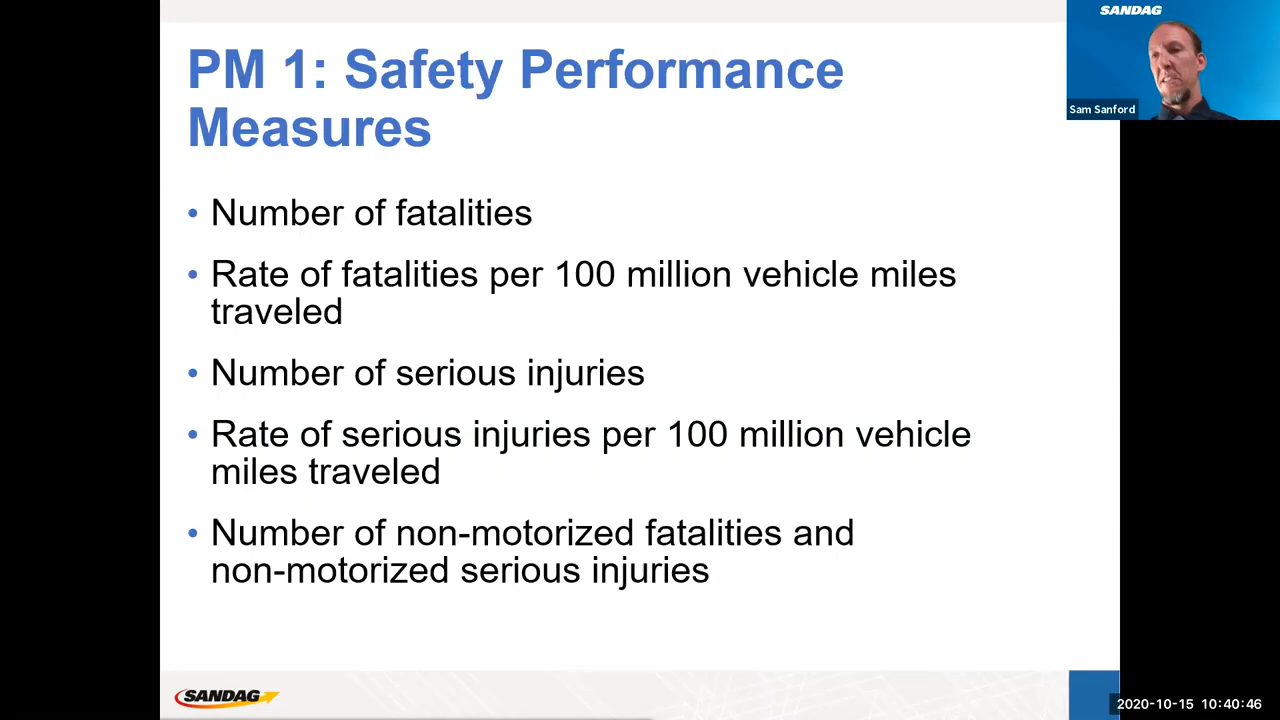 SANDAG
Sam Sanford
PM 1: Safety Performance
Measures
• Number of fatalities
• Rate of fatalities per 100 million vehicle miles
traveled
• Number of serious injuries
• Rate of serious injuries per 100 million vehicle
miles traveled
• Number of non-motorized fatalities and
non-motorized serious injuries
SANDAG
2020-10-15 10:40:46